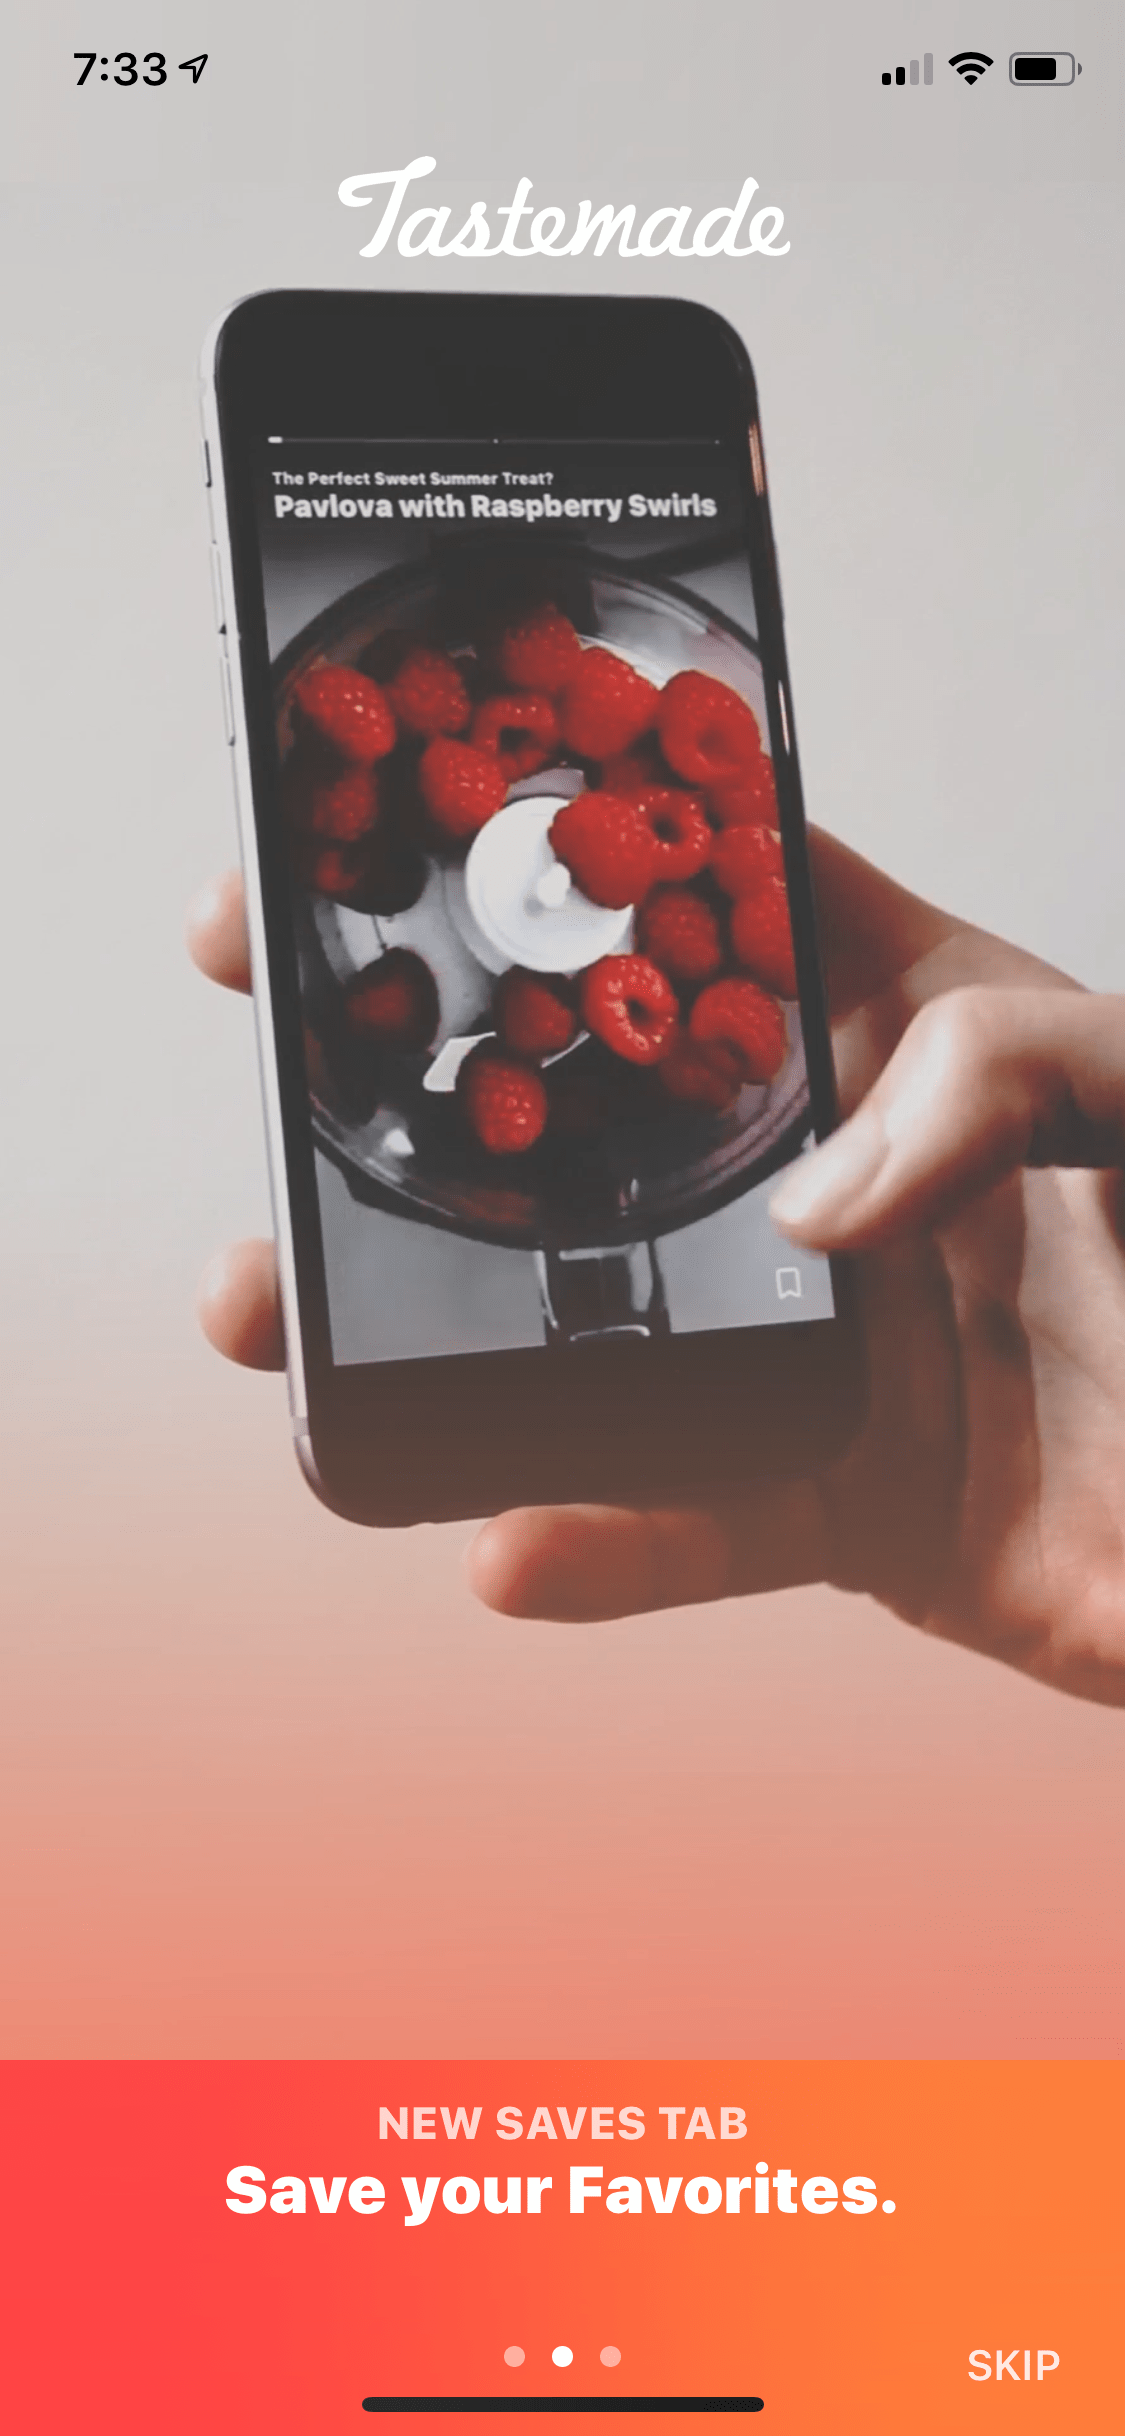 7:33
Tastemade
The Perfect Sweet Summer Treat?
Pavlova with Raspberry Swirls
NEW SAVES TAB
Save your Favorites.
SKIP